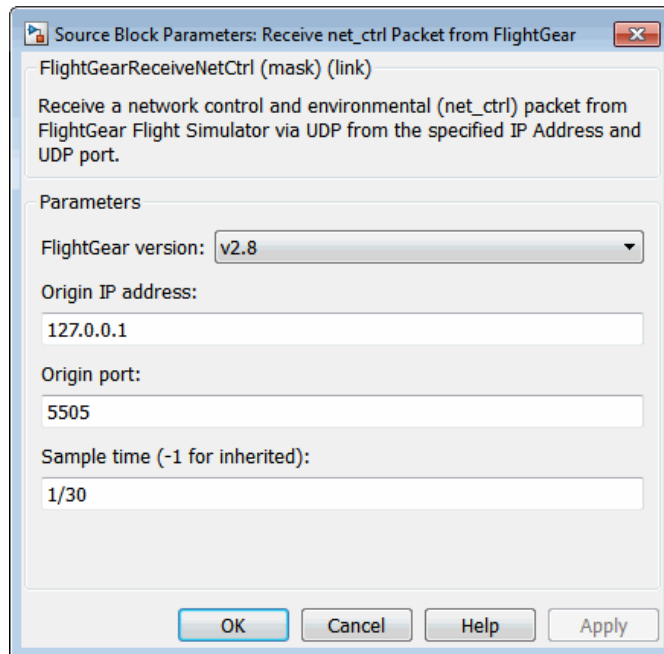 Source Block Parameters: Receive net_ctrl Packet from FlightGear
FlightGearReceiveNetCtrl (mask) (link)
Receive a network control and environmental (net_ctrl) packet from
FlightGear Flight Simulator via UDP from the specified IP Address and
UDP port.
Parameters
FlightGear version: v2.8
Origin IP address:
127.0.0.1
Origin port:
5505
Sample time (-1 for inherited):
1/30
OK Cancel Help Apply